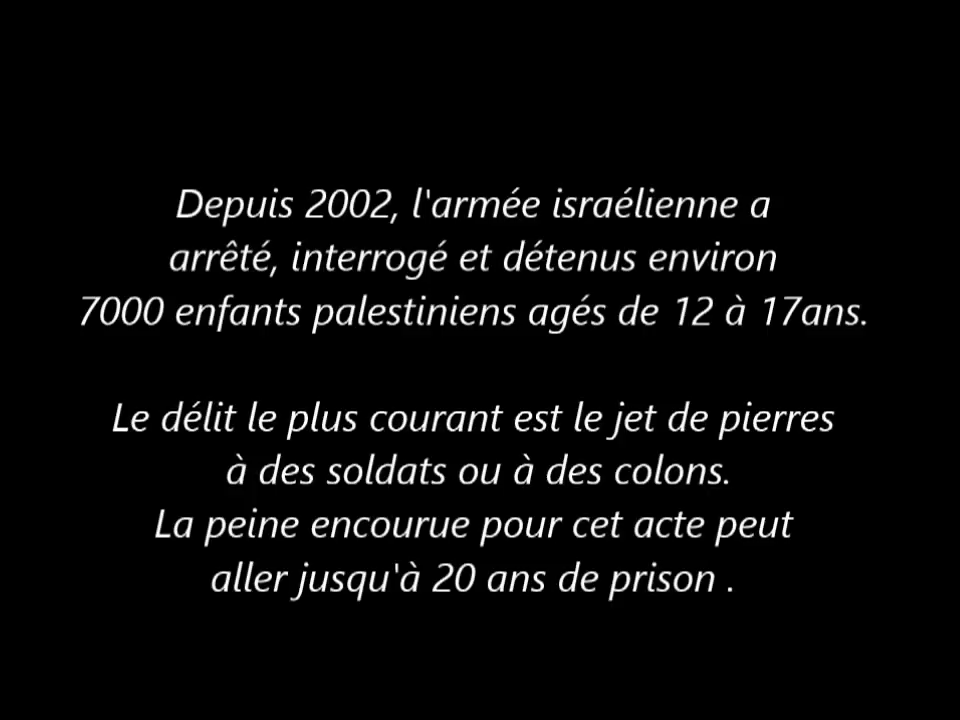 Depuis 2002, l'armée israélienne a
arrêté, interrogé et détenus environ
7000 enfants palestiniens agés de 12 à 17ans.
Le délit le plus courant est le jet de pierres
à des soldats ou à des colons.
La peine encourue pour cet acte peut
aller jusqu'à 20 ans de prison .